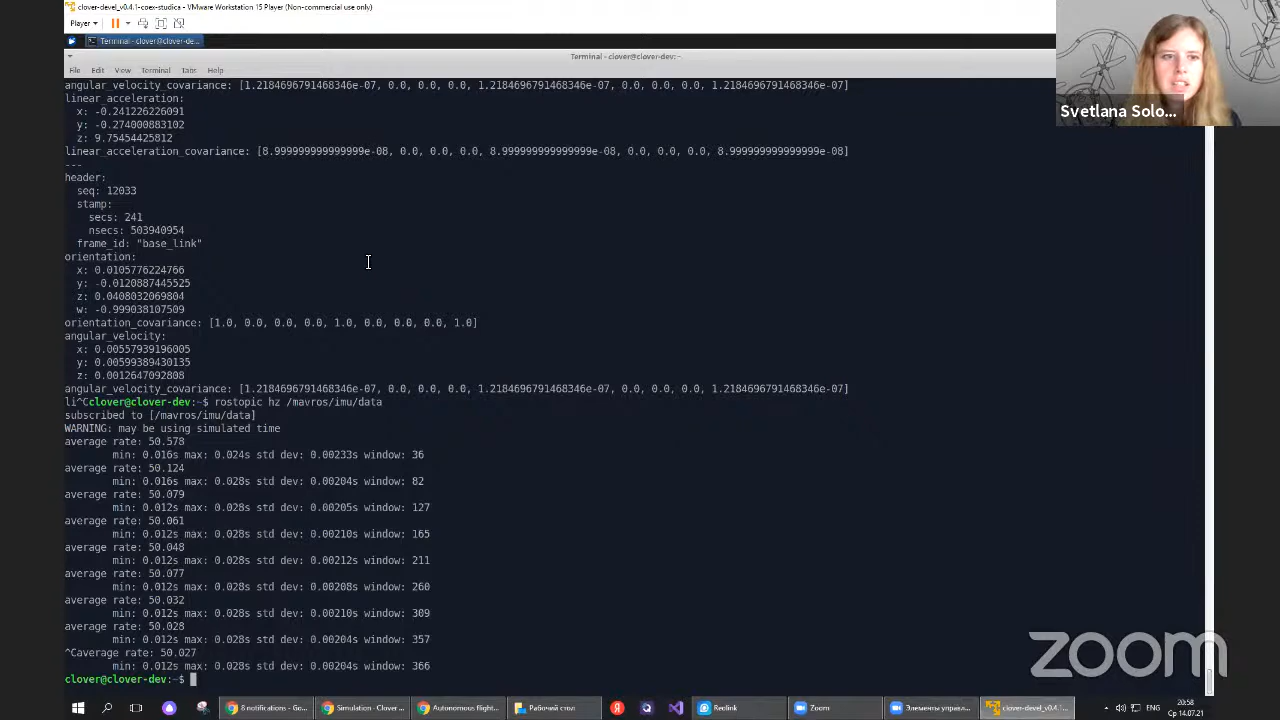 clover-devel_v0.4.1-coex-studica - VMware Workstation 15 Player (Non-commercial use only)
Player
Terminal - clover@clover-de...
Terminal - clover@clover-dev: ~
File Edit View Terminal Tabs Help
angular_velocity_covariance: [1.2184696791468346e-07, 0.0, 0.0, 0.0, 1.2184696791468346e-07, 0.0, 0.0, 0.0, 1.2184696791468346e-07]
linear_acceleration:
x: -0.241226226091
y: -0.274000883102
z: 9.75454425812
linear_acceleration_covariance: [8.999999999999999e-08, 0.0, 0.0, 0.0, 8.999999999999999e-08, 0.0, 0.0, 0.0, 8.999999999999999e-08]
---
header:
seq: 12033
stamp:
secs: 241
nsecs: 503940954
frame_id: "base_link"
orientation:
x: 0.0105776224766
y: -0.0120887445525
z: 0.0408032069804
w: -0.999038107509
orientation_covariance: [1.0, 0.0, 0.0, 0.0, 1.0, 0.0, 0.0, 0.0, 1.0]
angular_velocity:
x: 0.00557939196005
y: 0.00599389430135
z: 0.0012647092808
angular_velocity_covariance: [1.2184696791468346e-07, 0.0, 0.0, 0.0, 1.2184696791468346e-07, 0.0, 0.0, 0.0, 1.2184696791468346e-07]
li^Cclover@clover-dev:~$ rostopic hz /mavros/imu/data
subscribed to [/mavros/imu/data]
WARNING: may be using simulated time
average rate: 50.578
min: 0.016s max: 0.024s std dev: 0.00233s window: 36
average rate: 50.124
min: 0.016s max: 0.028s std dev: 0.00204s window: 82
average rate: 50.079
min: 0.012s max: 0.028s std dev: 0.00205s window: 127
average rate: 50.061
min: 0.012s max: 0.028s std dev: 0.00210s window: 165
average rate: 50.048
min: 0.012s max: 0.028s std dev: 0.00212s window: 211
average rate: 50.077
min: 0.012s max: 0.028s std dev: 0.00208s window: 260
average rate: 50.032
min: 0.012s max: 0.028s std dev: 0.00210s window: 309
average rate: 50.028
min: 0.012s max: 0.028s std dev: 0.00204s window: 357
^Caverage rate: 50.027
min: 0.012s max: 0.028s std dev: 0.00204s window: 366
clover@clover-dev:~$
Svetlana Solo...
zoom
8 notifications - Go... Simulation - Clover ... Autonomous flight... Рабочий стол Reolink Zoom Элементы управл... clover-devel_v0.4.1... ENG
20:58
Ср 14.07.21